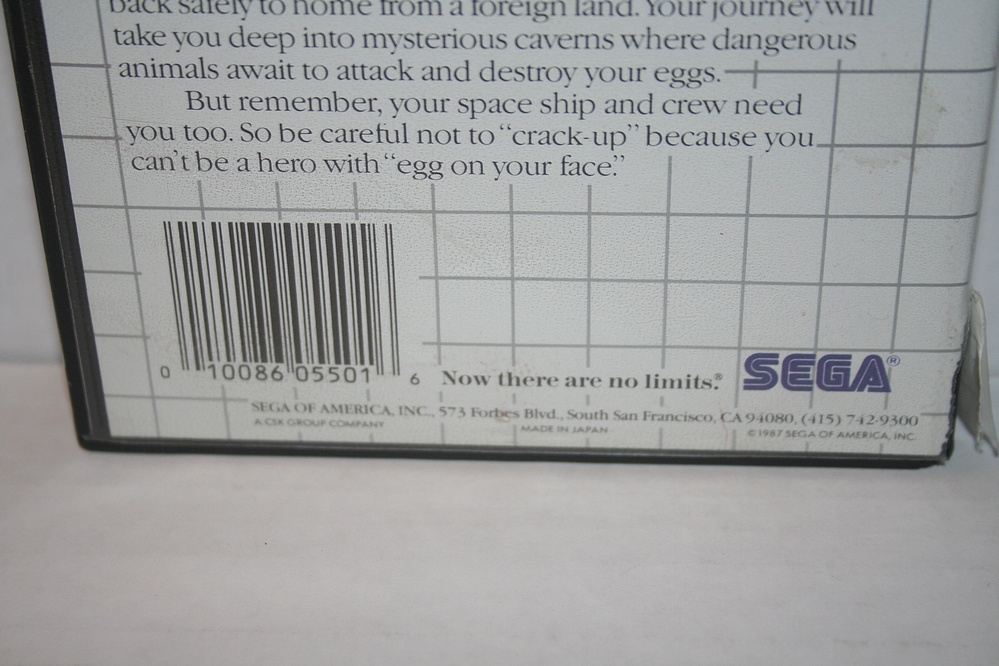 back safely to home from a foreign land. Your journey will
take you deep into mysterious caverns where dangerous
animals await to attack and destroy your eggs.
But remember, your space ship and crew need
you too. So be careful not to "crack-up" because you
can't be a hero with "egg on your face."
0 10086 05501 6
Now there are no limits.®
SEGA®
SEGA OF AMERICA, INC., 573 Forbes Blvd., South San Francisco, CA 94080, (415) 742-9300
A CSK GROUP COMPANY
MADE IN JAPAN
©1987 SEGA OF AMERICA, INC.